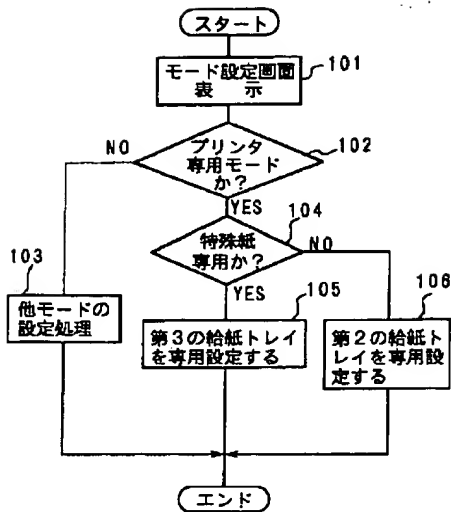 スタート
モード設定画面
表　示
101
プリンタ
専用モード
か？
102
NO
YES
特殊紙
専用か？
104
NO
YES
103
他モードの
設定処理
105
第３の給紙トレイ
を専用設定する
106
第２の給紙ト
レイを専用設
定する
エンド